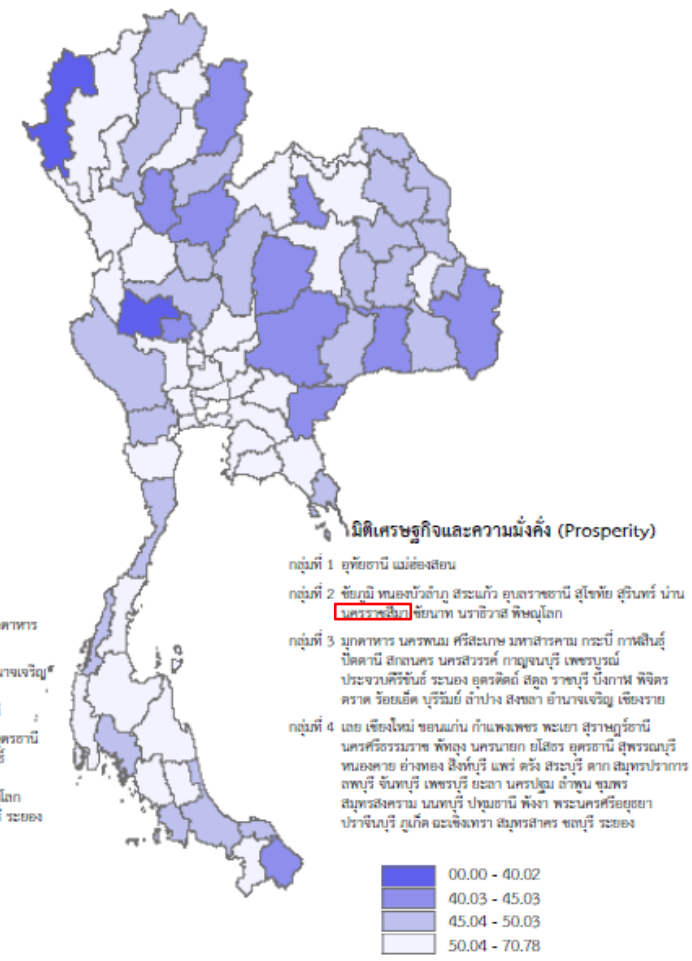 มิติเศรษฐกิจและความมั่งคั่ง (Prosperity)
กลุ่มที่ 1 อุทัยธานี แม่ฮ่องสอน
กลุ่มที่ 2 ชัยภูมิ หนองบัวลำภู สระแก้ว อุบลราชธานี สุโขทัย สุรินทร์ น่าน
นครราชสีมา ชัยนาท นราธิวาส พิษณุโลก
กลุ่มที่ 3 มุกดาหาร นครพนม ศรีสะเกษ มหาสารคาม กระบี่ กาฬสินธุ์
ปัตตานี สกลนคร นครสวรรค์ กาญจนบุรี เพชรบูรณ์
ประจวบคีรีขันธ์ ระนอง อุตรดิตถ์ สตูล ราชบุรี บึงกาฬ พิจิตร
ตราด ร้อยเอ็ด บุรีรัมย์ ลำปาง สงขลา อำนาจเจริญ เชียงราย
กลุ่มที่ 4 เลย เชียงใหม่ ขอนแก่น กำแพงเพชร พะเยา สุราษฎร์ธานี
นครศรีธรรมราช พัทลุง นครนายก ยโสธร อุดรธานี สุพรรณบุรี
หนองคาย อ่างทอง สิงห์บุรี แพร่ ตรัง สระบุรี ตาก สมุทรปราการ
ลพบุรี จันทบุรี เพชรบุรี ยะลา นครปฐม ลำพูน ชุมพร
สมุทรสงคราม นนทบุรี ปทุมธานี พังงา พระนครศรีอยุธยา
ปราจีนบุรี ภูเก็ต ฉะเชิงเทรา สมุทรสาคร ชลบุรี ระยอง
00.00 - 40.02
40.03 - 45.03
45.04 - 50.03
50.04 - 70.78